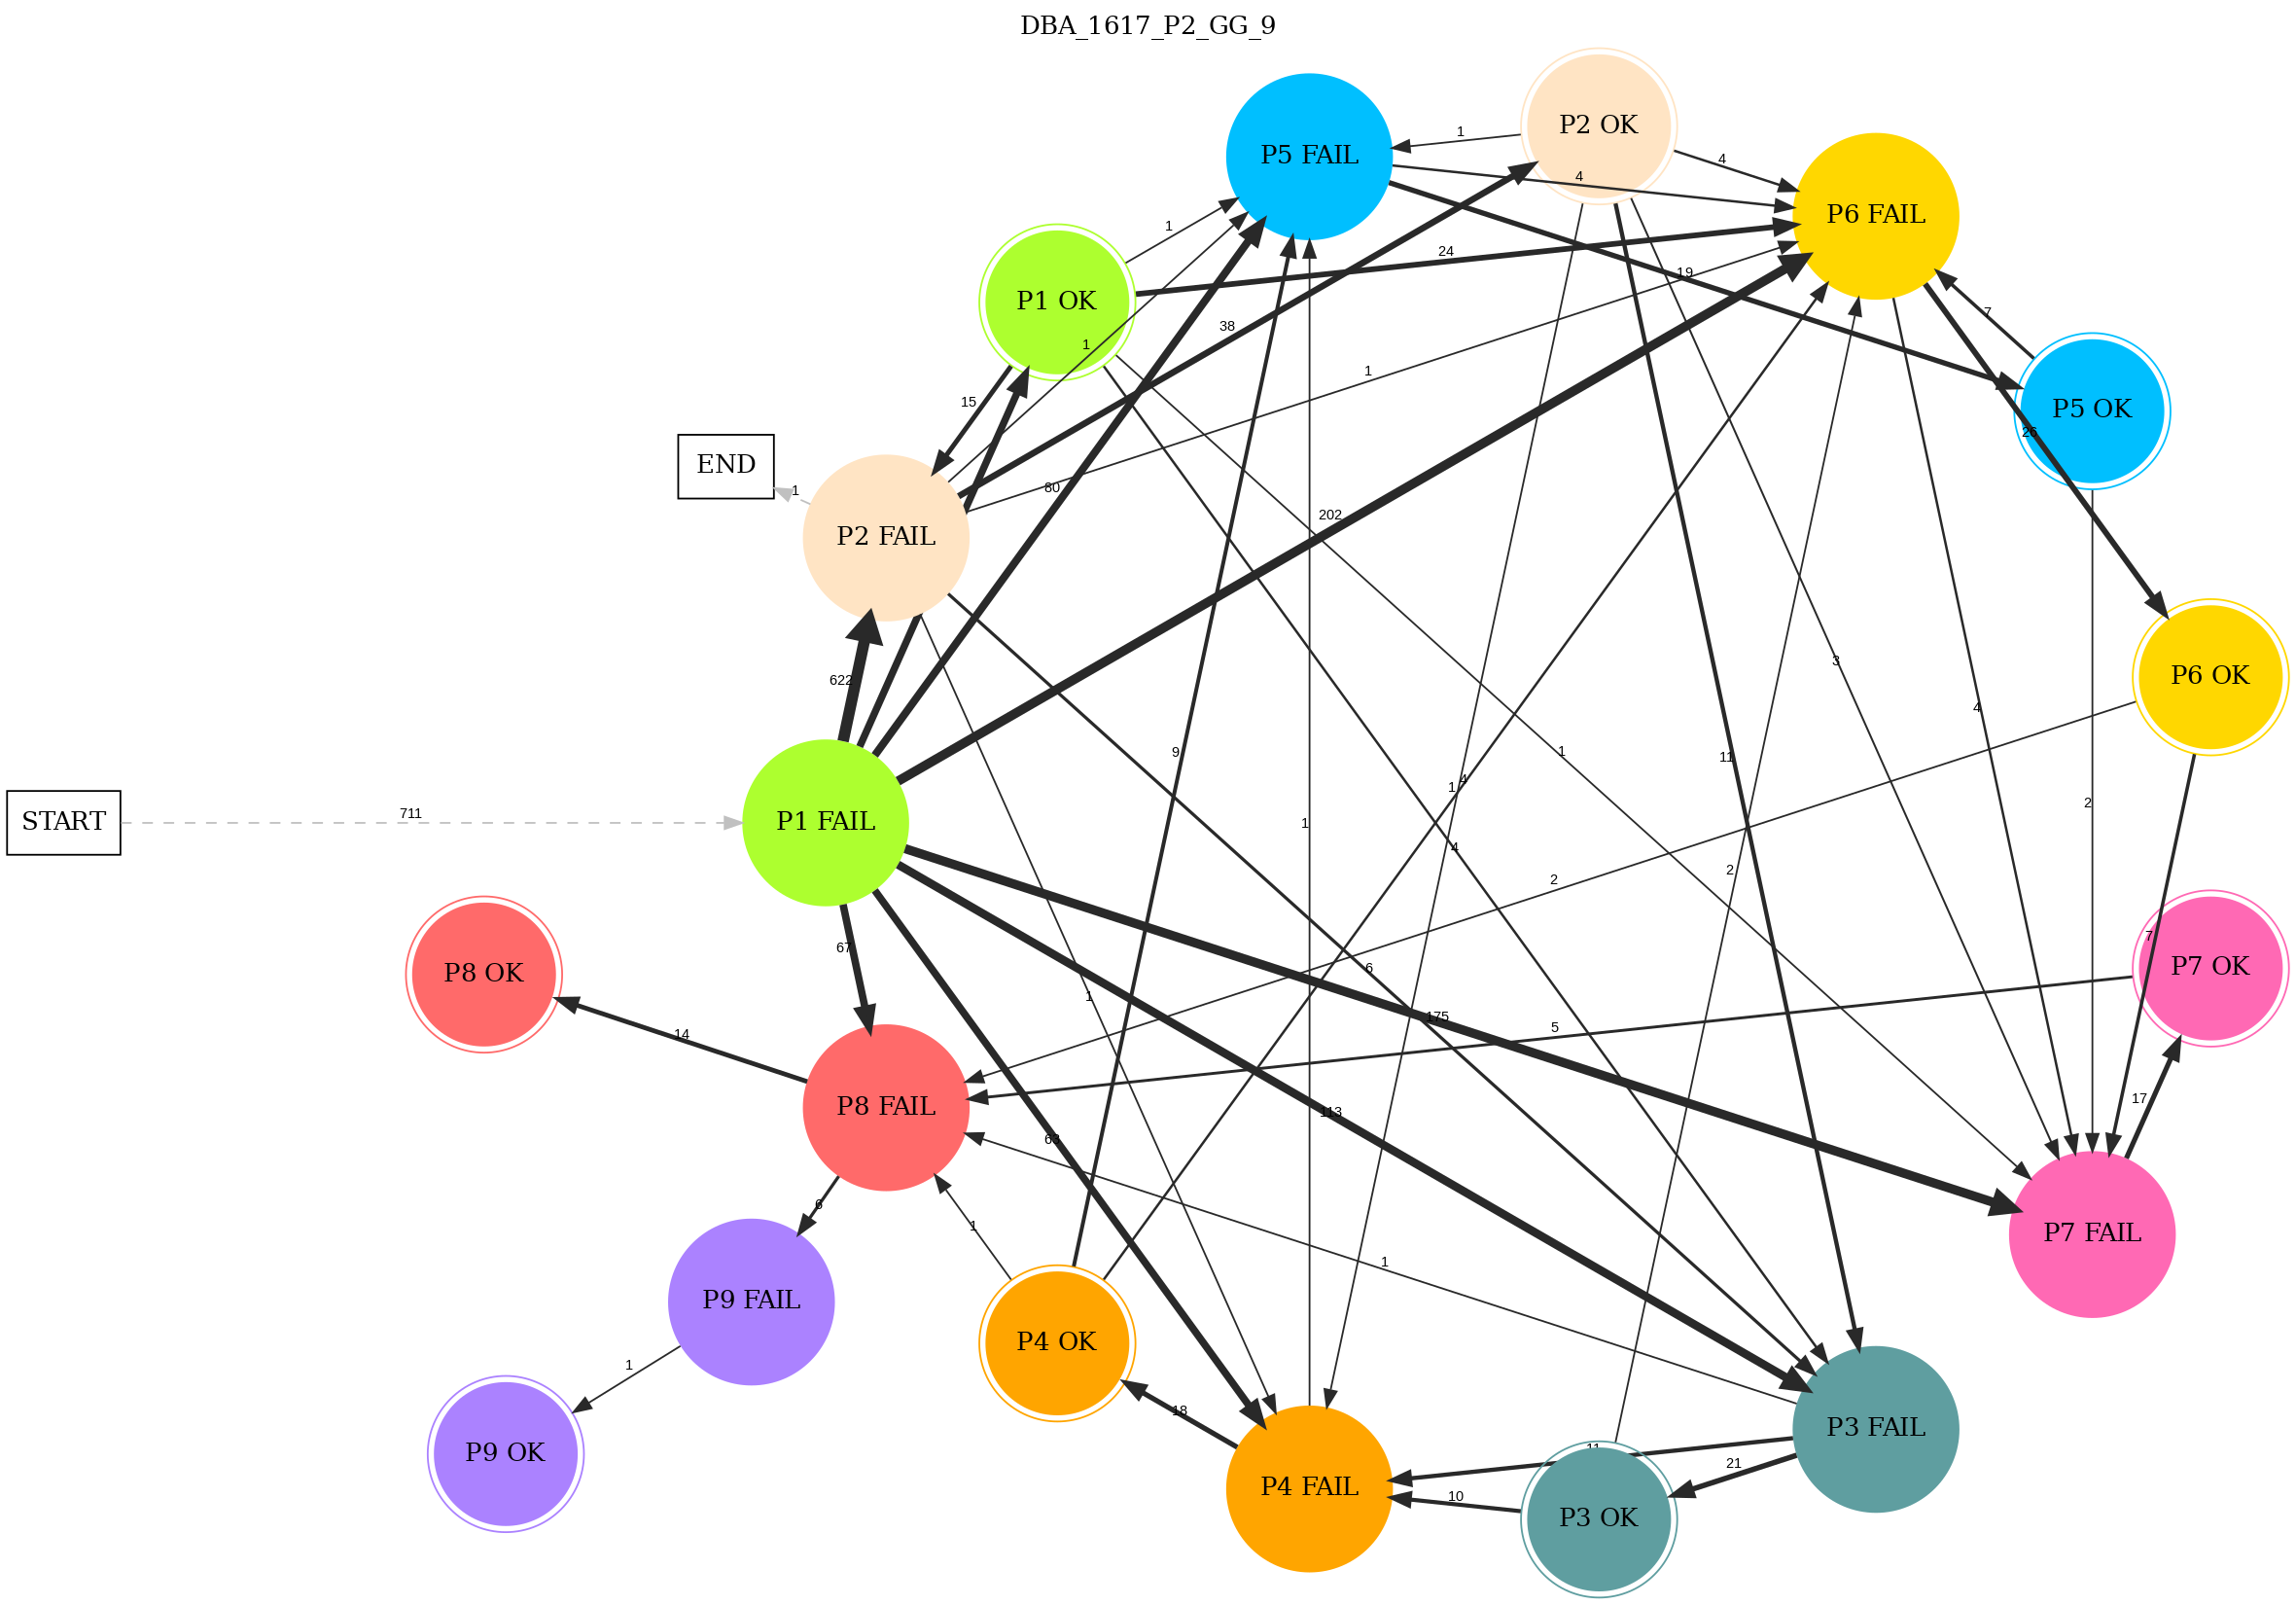 DBA_1617_P2_GG_9
P5 FAIL
1
P2 OK
4
P6 FAIL
4
1
P1 OK
24
19
7
38
1
1
15
P5 OK
26
END
1
80
202
P2 FAIL
622
3
4
P6 OK
9
1
11
1
4
2
START
711
P1 FAIL
1
4
2
2
67
6
1
7
P7 OK
P8 OK
14
175
5
P8 FAIL
63
113
17
6
1
1
P7 FAIL
P9 FAIL
P4 OK
1
18
P3 FAIL
P9 OK
P4 FAIL
11
21
10
P3 OK